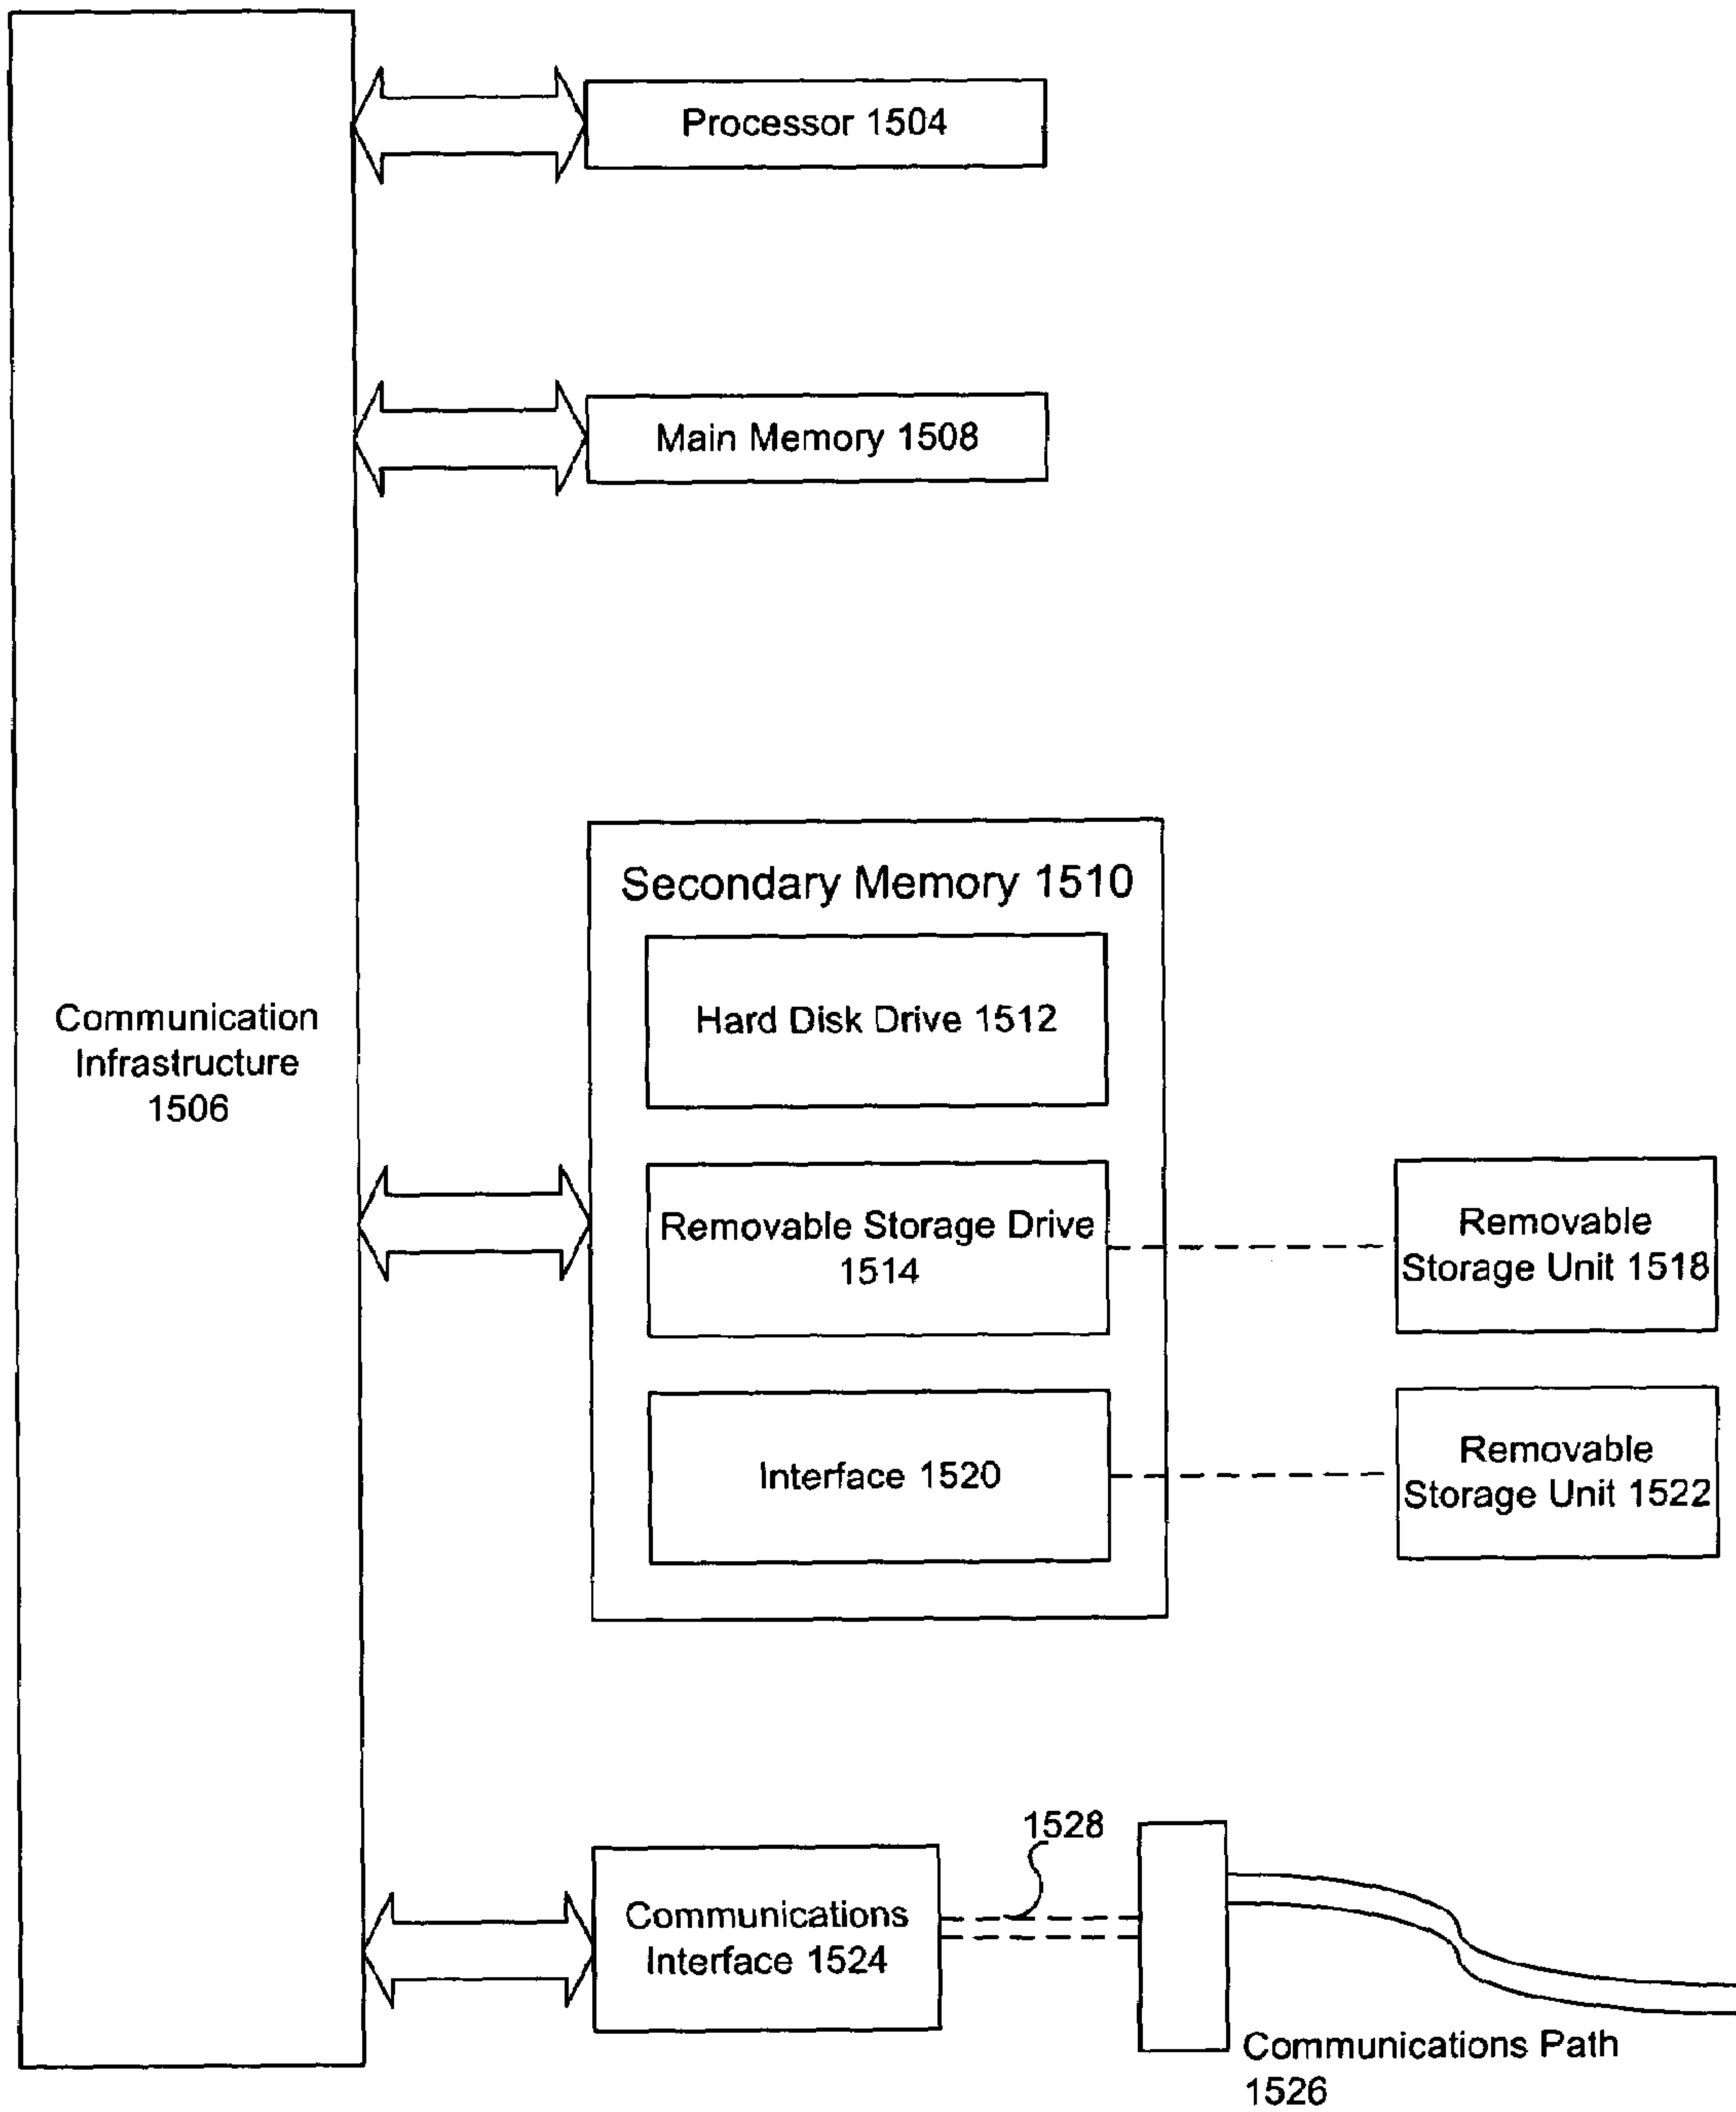 Processor 1504
Main Memory 1508
Secondary Memory 1510
Hard Disk Drive 1512
Communication
Infrastructure
1506
Removable Storage Drive
1514
Removable
Storage Unit 1518
Interface 1520
Removable
Storage Unit 1522
1528
Communications
Interface 1524
Communications Path
1526